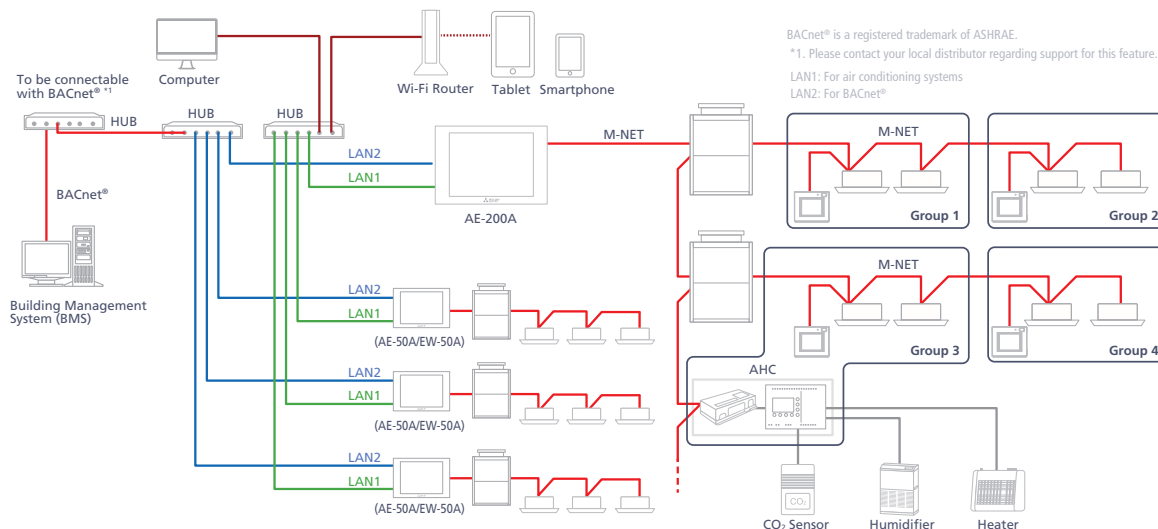 BACnet® is a registered trademark of ASHRAE.
*1. Please contact your local distributor regarding support for this feature.
LAN1: For air conditioning systems
LAN2: For BACnet®
Computer
Wi-Fi Router
Tablet
Smartphone
To be connectable
with BACnet® *1
HUB
HUB
HUB
LAN2
LAN1
M-NET
AE-200A
BACnet®
Building Management
System (BMS)
M-NET
Group 1
Group 2
M-NET
Group 3
Group 4
LAN2
LAN1
(AE-50A/EW-50A)
LAN2
LAN1
(AE-50A/EW-50A)
LAN2
LAN1
(AE-50A/EW-50A)
AHC
CO₂
CO₂ Sensor
Humidifier
Heater